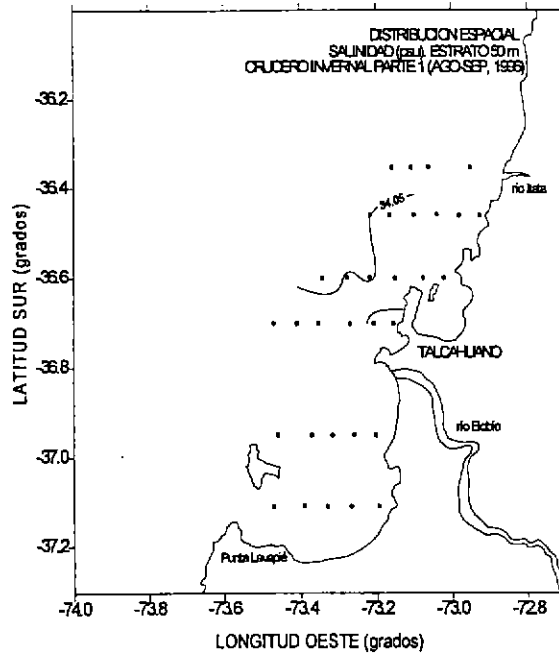 DISTRIBUCION ESPACIAL
SALINIDAD (psu). ESTRATO 50 m
CRUCERO INVERNAL PARTE 1 (AGO-SEP, 1996)
-36.2
río Itata
-36.4
34.05
-36.6
TALCAHUANO
-36.8
río Biobío
-37.0
-37.2
Punta Lavapié
LATITUD SUR (grados)
-74.0 -73.8 -73.6 -73.4 -73.2 -73.0 -72.8
LONGITUD OESTE (grados)